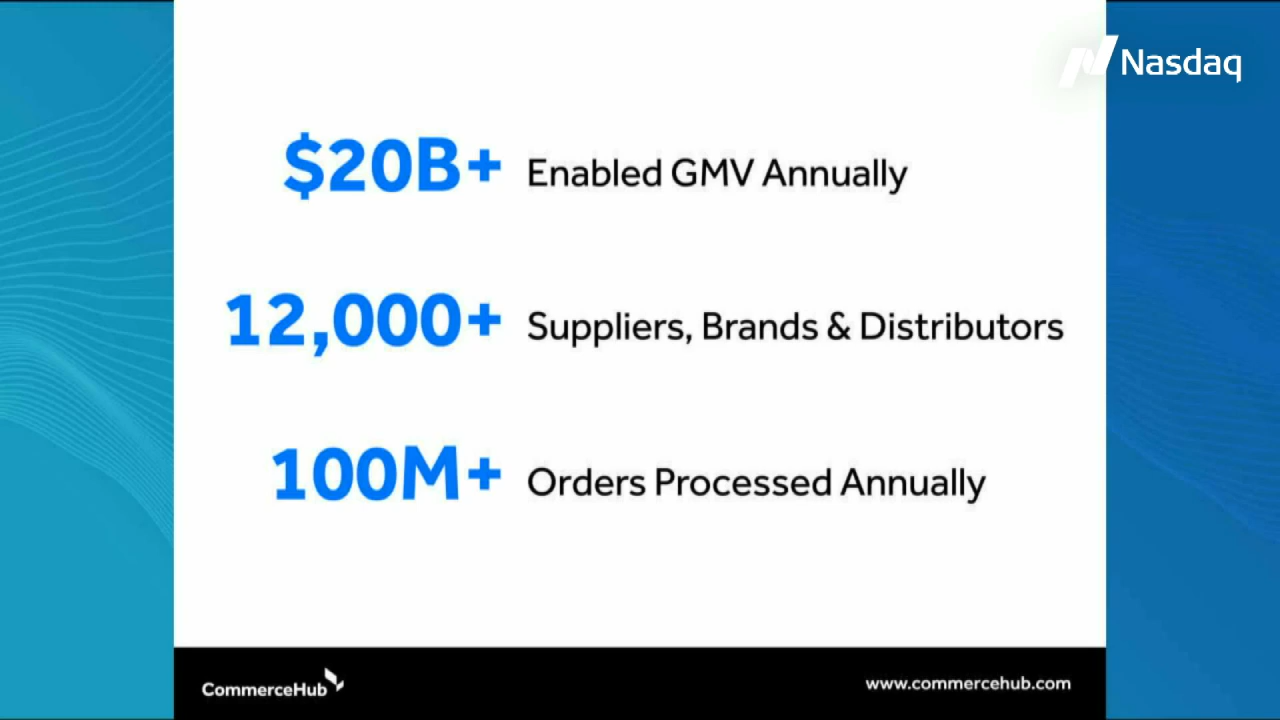 Nasdaq
$20B+ Enabled GMV Annually
12,000+ Suppliers, Brands & Distributors
100M+ Orders Processed Annually
CommerceHub
www.commercehub.com